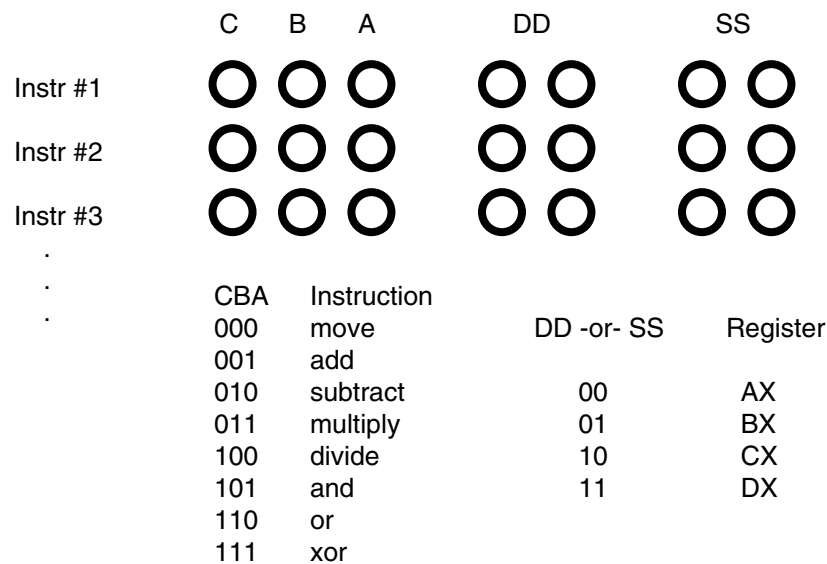 C B A DD SS
Instr #1
Instr #2
Instr #3
.
.
.
CBA Instruction
000 move DD -or- SS Register
001 add
010 subtract 00 AX
011 multiply 01 BX
100 divide 10 CX
101 and 11 DX
110 or
111 xor